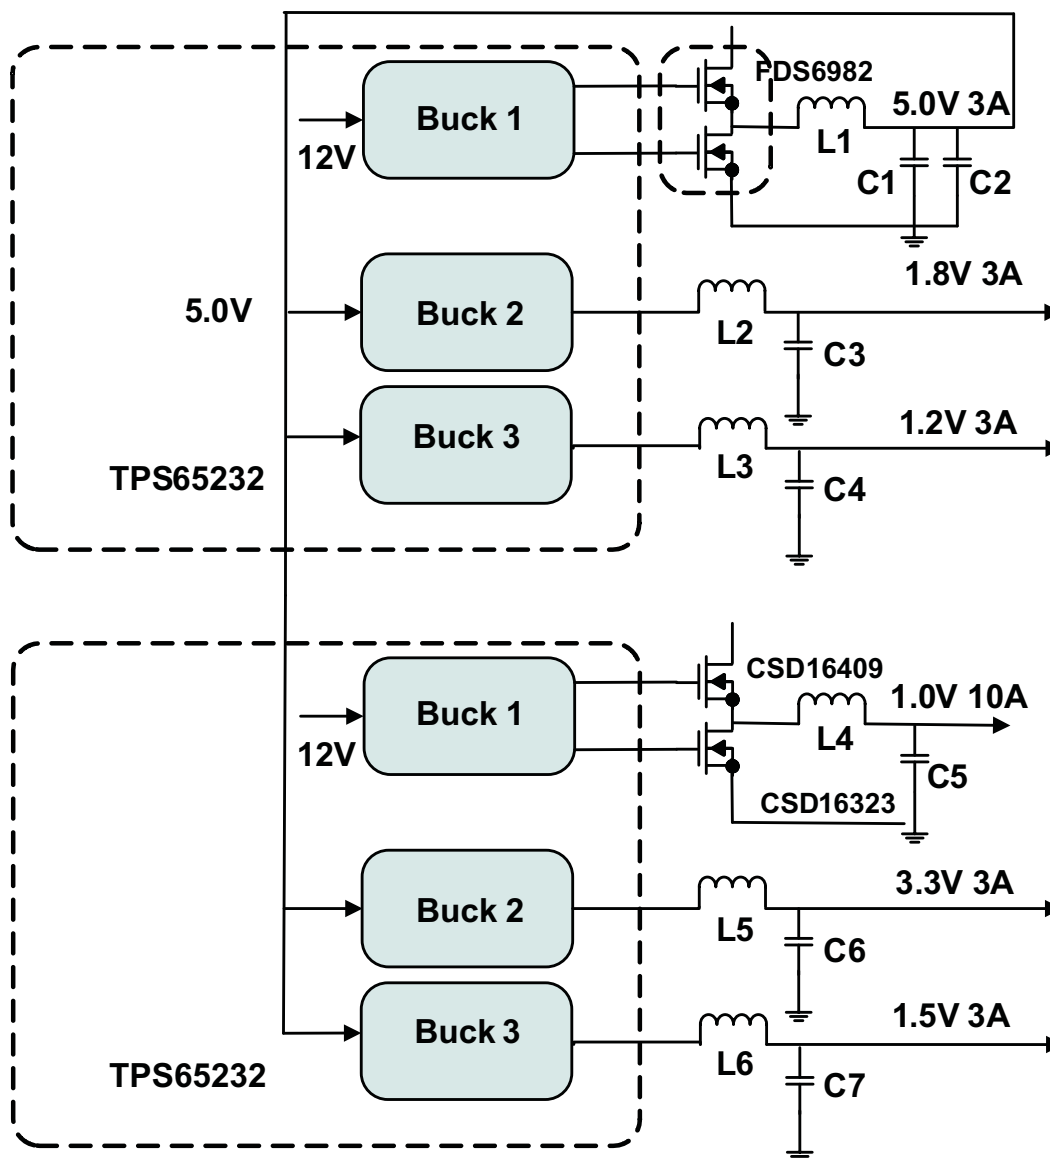 FDS6982
Buck 1
5.0V 3A
12V
L1
C1
C2
1.8V 3A
5.0V
Buck 2
L2
C3
1.2V 3A
Buck 3
L3
TPS65232
C4
CSD16409
1.0V 10A
Buck 1
12V
L4
C5
CSD16323
3.3V 3A
Buck 2
L5
C6
1.5V 3A
Buck 3
L6
TPS65232
C7